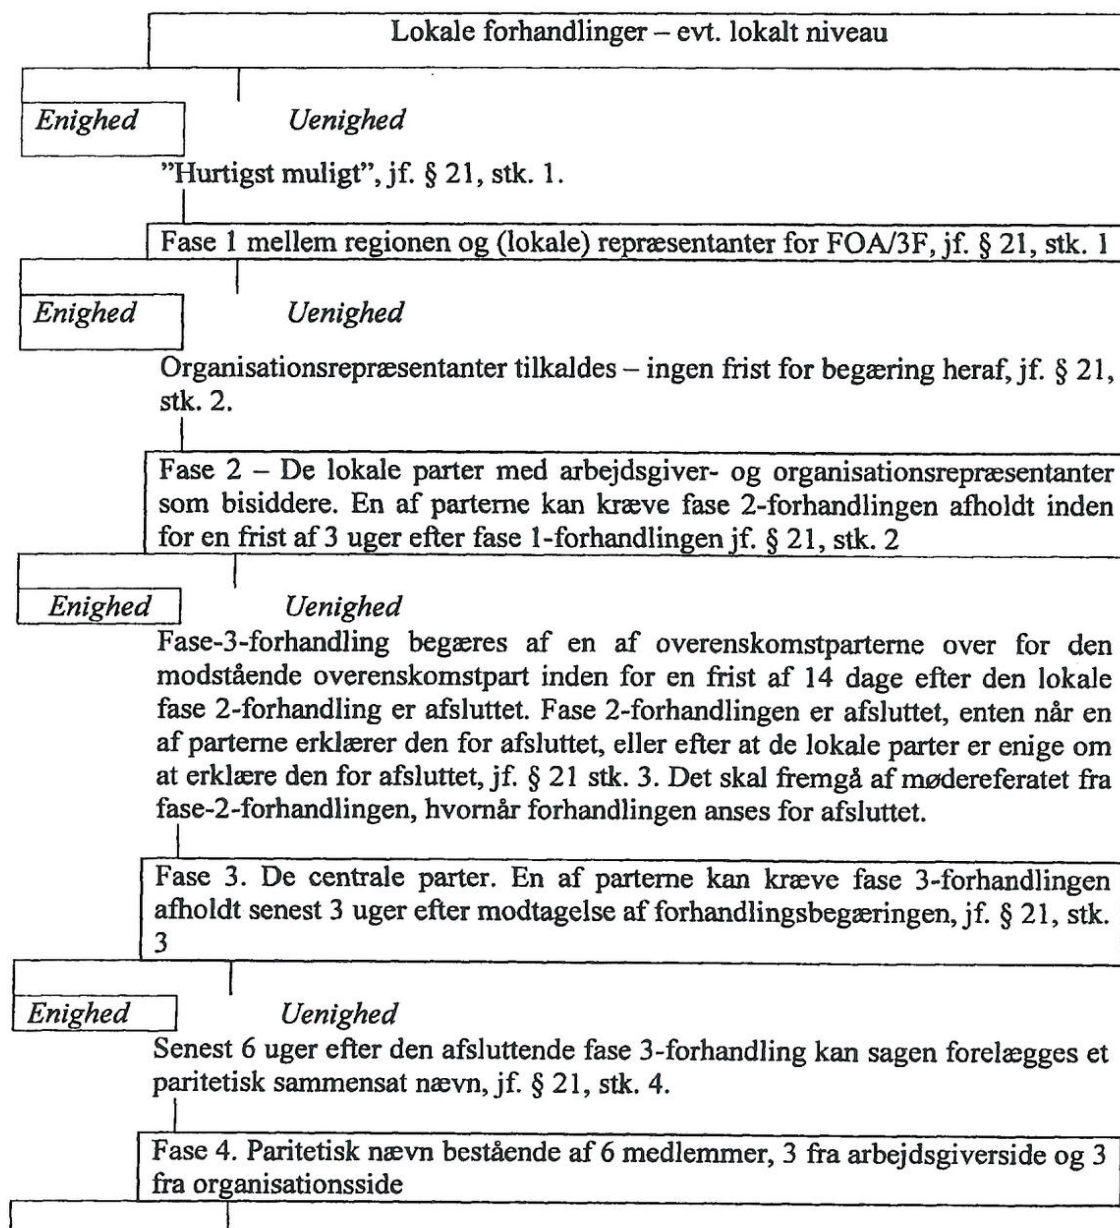 Lokale forhandlinger – evt. lokalt niveau
Enighed Uenighed
”Hurtigst muligt”, jf. § 21, stk. 1.
Fase 1 mellem regionen og (lokale) repræsentanter for FOA/3F, jf. § 21, stk. 1
Enighed Uenighed
Organisationsrepræsentanter tilkaldes – ingen frist for begæring heraf, jf. § 21,
stk. 2.
Fase 2 – De lokale parter med arbejdsgiver- og organisationsrepræsentanter
som bisiddere. En af parterne kan kræve fase 2-forhandlingen afholdt inden
for en frist af 3 uger efter fase 1-forhandlingen jf. § 21, stk. 2
Enighed Uenighed
Fase-3-forhandling begæres af en af overenskomstparterne over for den
modstående overenskomstpart inden for en frist af 14 dage efter den lokale
fase 2-forhandling er afsluttet. Fase 2-forhandlingen er afsluttet, enten når en
af parterne erklærer den for afsluttet, eller efter at de lokale parter er enige om
at erklære den for afsluttet, jf. § 21 stk. 3. Det skal fremgå af mødereferatet fra
fase-2-forhandlingen, hvornår forhandlingen anses for afsluttet.
Fase 3. De centrale parter. En af parterne kan kræve fase 3-forhandlingen
afholdt senest 3 uger efter modtagelse af forhandlingsbegæringen, jf. § 21, stk.
3
Enighed Uenighed
Senest 6 uger efter den afsluttende fase 3-forhandling kan sagen forelægges et
paritetisk sammensat nævn, jf. § 21, stk. 4.
Fase 4. Paritetisk nævn bestående af 6 medlemmer, 3 fra arbejdsgiverside og 3
fra organisationsside